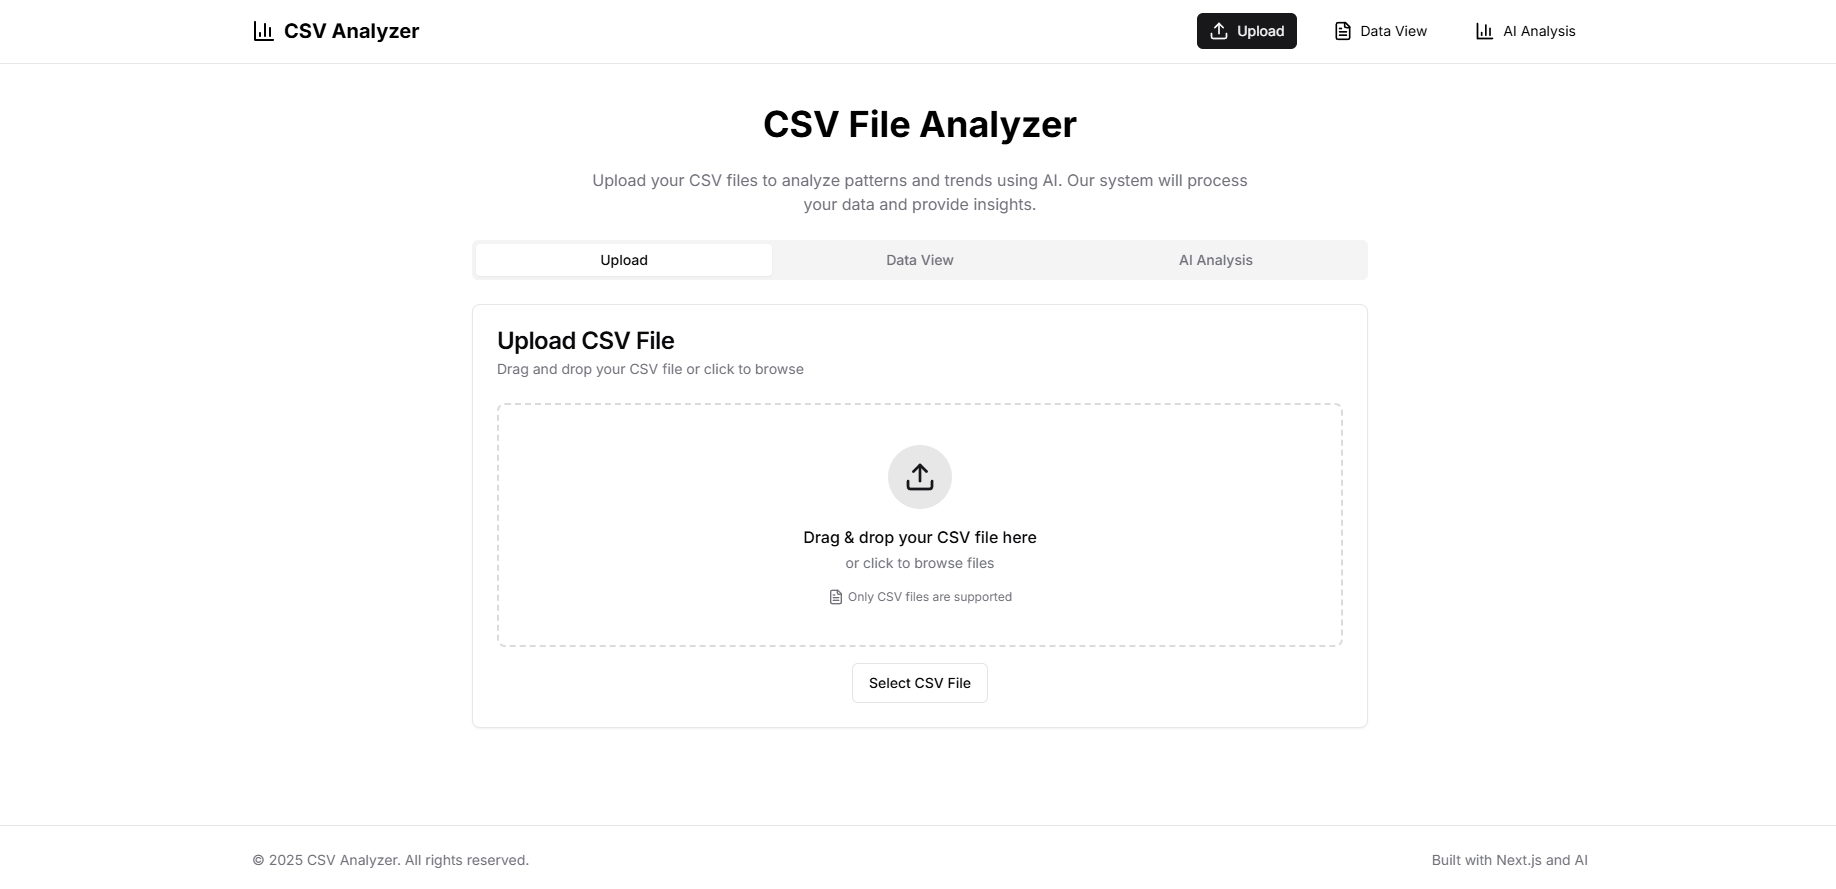 CSV Analyzer
Upload
Data View
AI Analysis
CSV File Analyzer
Upload your CSV files to analyze patterns and trends using AI. Our system will process
your data and provide insights.
Upload
Data View
AI Analysis
Upload CSV File
Drag and drop your CSV file or click to browse
Drag & drop your CSV file here
or click to browse files
Only CSV files are supported
Select CSV File
© 2025 CSV Analyzer. All rights reserved.
Built with Next.js and AI